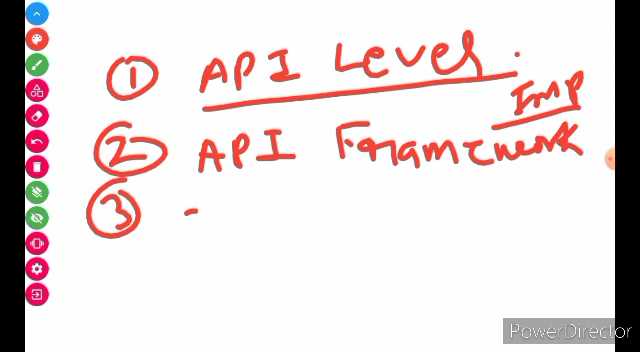 ① API Level.
Imp
② API Framework
③ -
PowerDirector